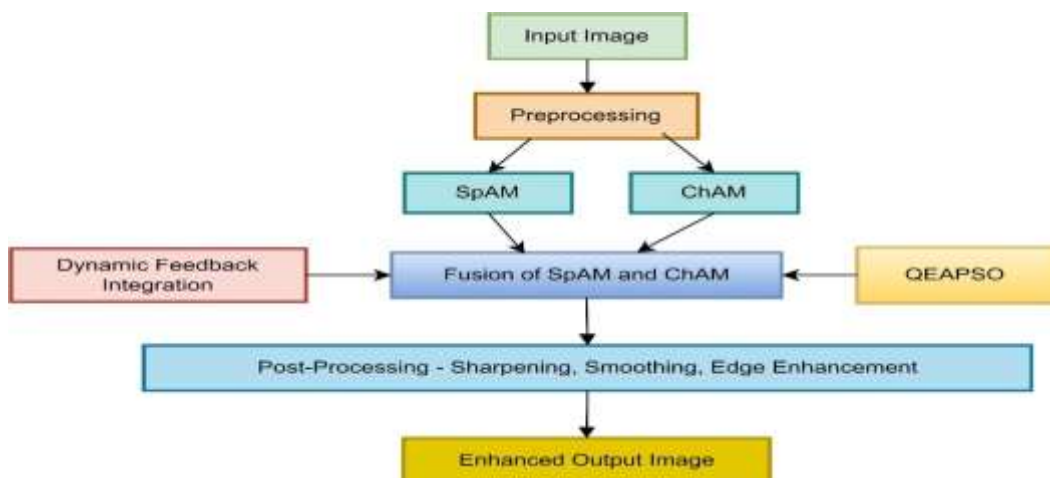 Input Image
Preprocessing
SpAM
ChAM
Dynamic Feedback
Integration
Fusion of SpAM and ChAM
QEAPSO
Post-Processing - Sharpening, Smoothing, Edge Enhancement
Enhanced Output Image